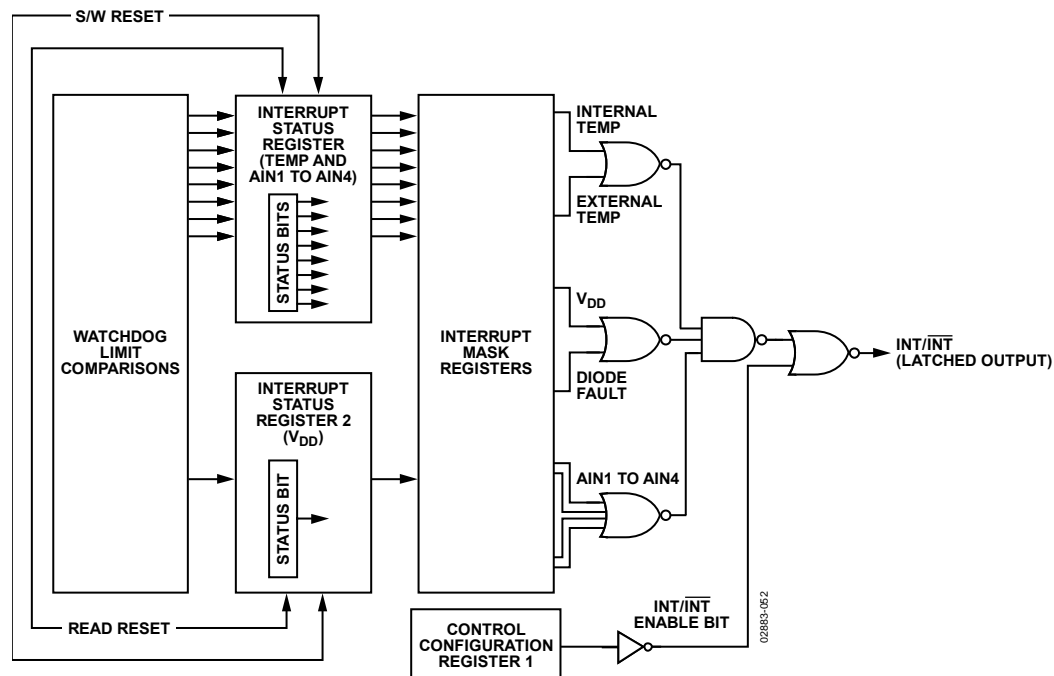 S/W RESET
INTERRUPT
STATUS
REGISTER
(TEMP AND
AIN1 TO AIN4)
STATUS BITS
INTERNAL
TEMP
EXTERNAL
TEMP
WATCHDOG
LIMIT
COMPARISONS
INTERRUPT
MASK
REGISTERS
VDD
DIODE
FAULT
INT/INT
(LATCHED OUTPUT)
INTERRUPT
STATUS
REGISTER 2
(VDD)
STATUS BIT
AIN1 TO AIN4
READ RESET
CONTROL
CONFIGURATION
REGISTER 1
INT/INT
ENABLE BIT
02883-052